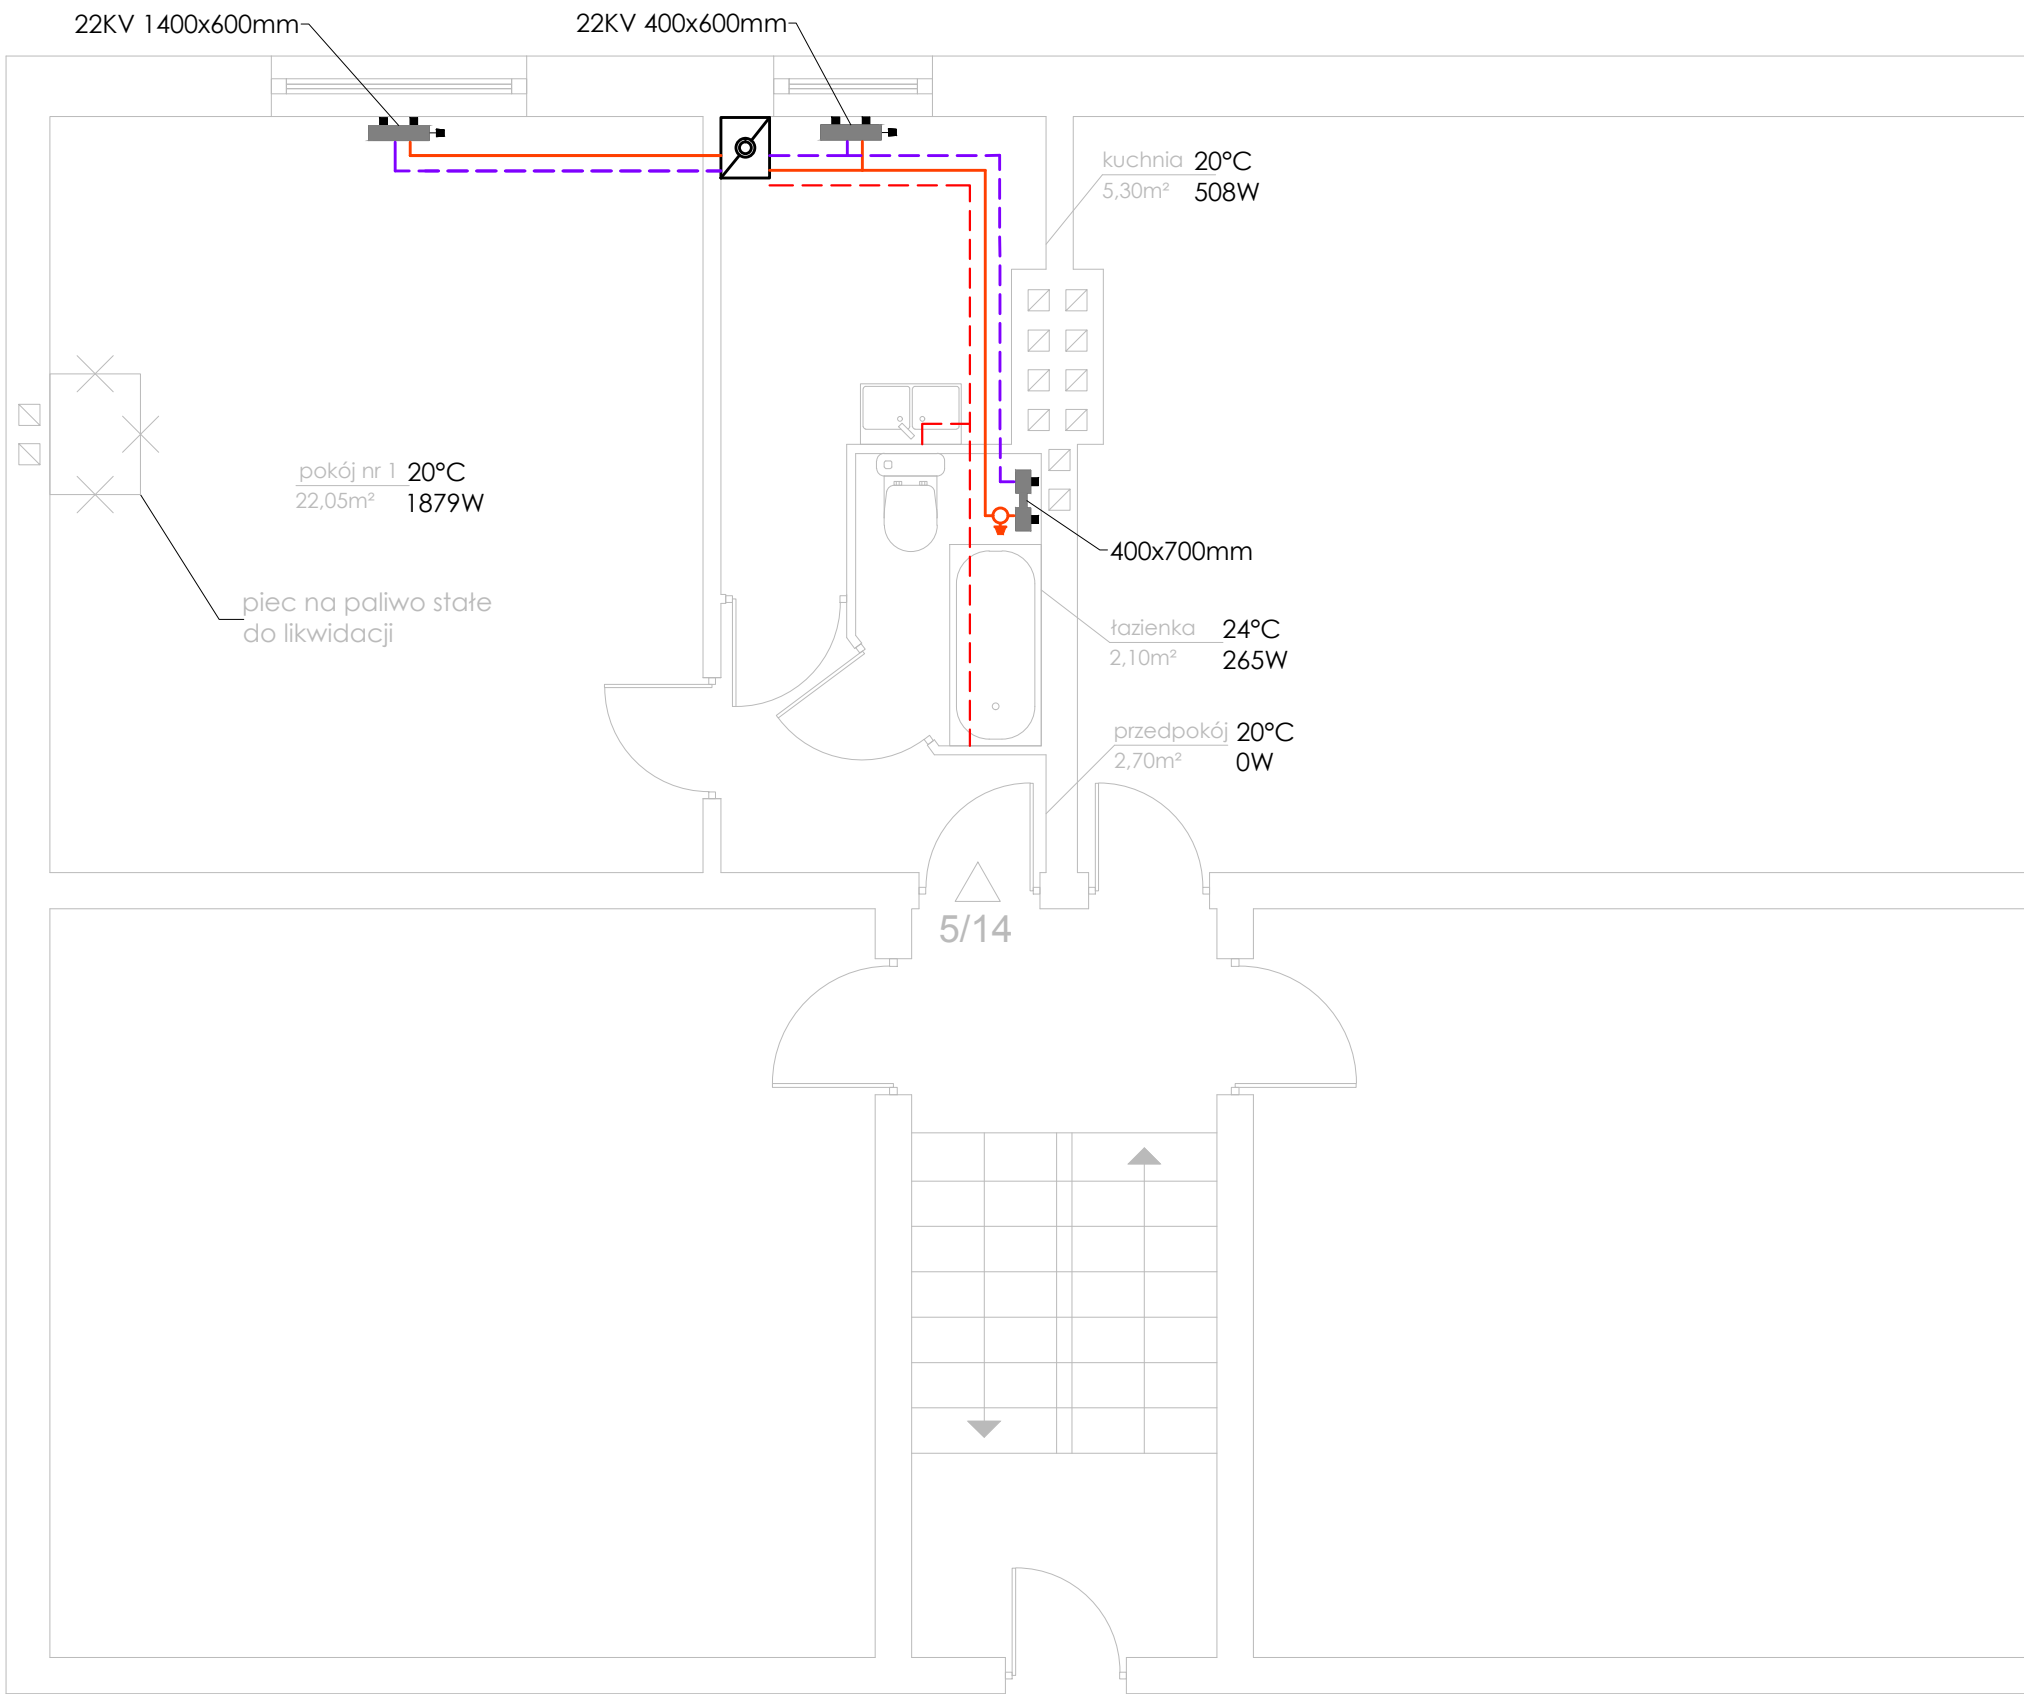 22KV 1400x600mm
22KV 400x600mm
kuchnia 20°C
5,30m² 508W
pokój nr 1 20°C
22,05m² 1879W
400x700mm
piec na paliwo stałe
do likwidacji
łazienka 24°C
2,10m² 265W
przedpokój 20°C
2,70m² 0W
5/14